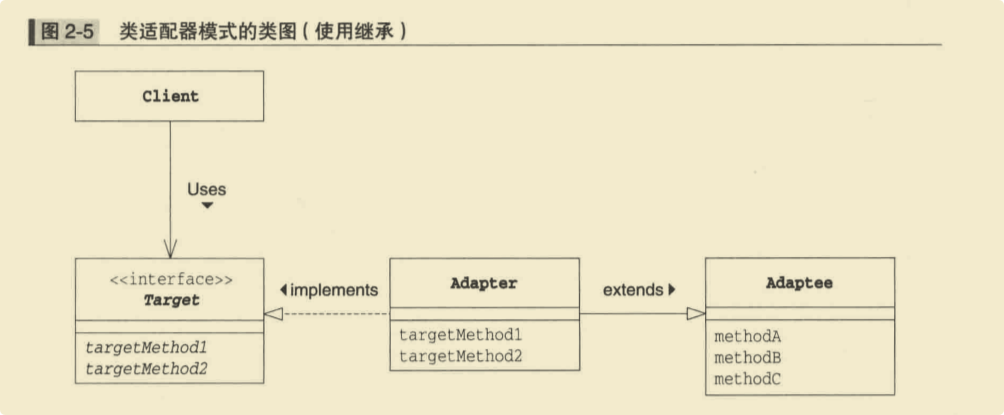 图 2-5 类适配器模式的类图（使用继承）
Client
Uses
<<interface>>
Target
targetMethod1
targetMethod2
implements
Adapter
targetMethod1
targetMethod2
extends
Adaptee
methodA
methodB
methodC